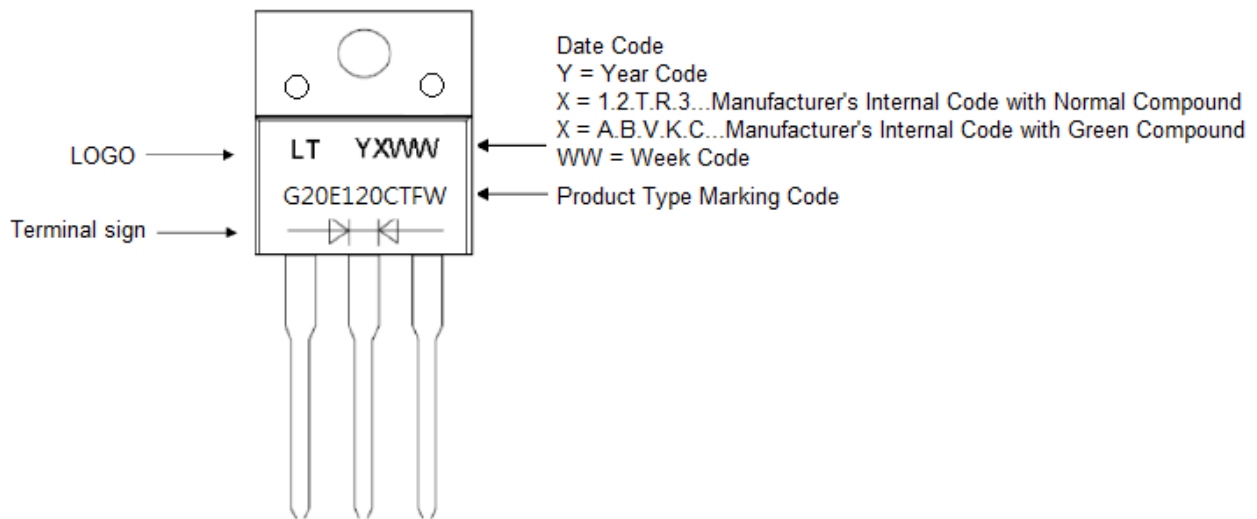 Date Code
Y = Year Code
X = 1.2.T.R.3...Manufacturer's Internal Code with Normal Compound
X = A.B.V.K.C...Manufacturer's Internal Code with Green Compound
WW = Week Code
LOGO
LT YXWW
G20E120CTFW
Product Type Marking Code
Terminal sign